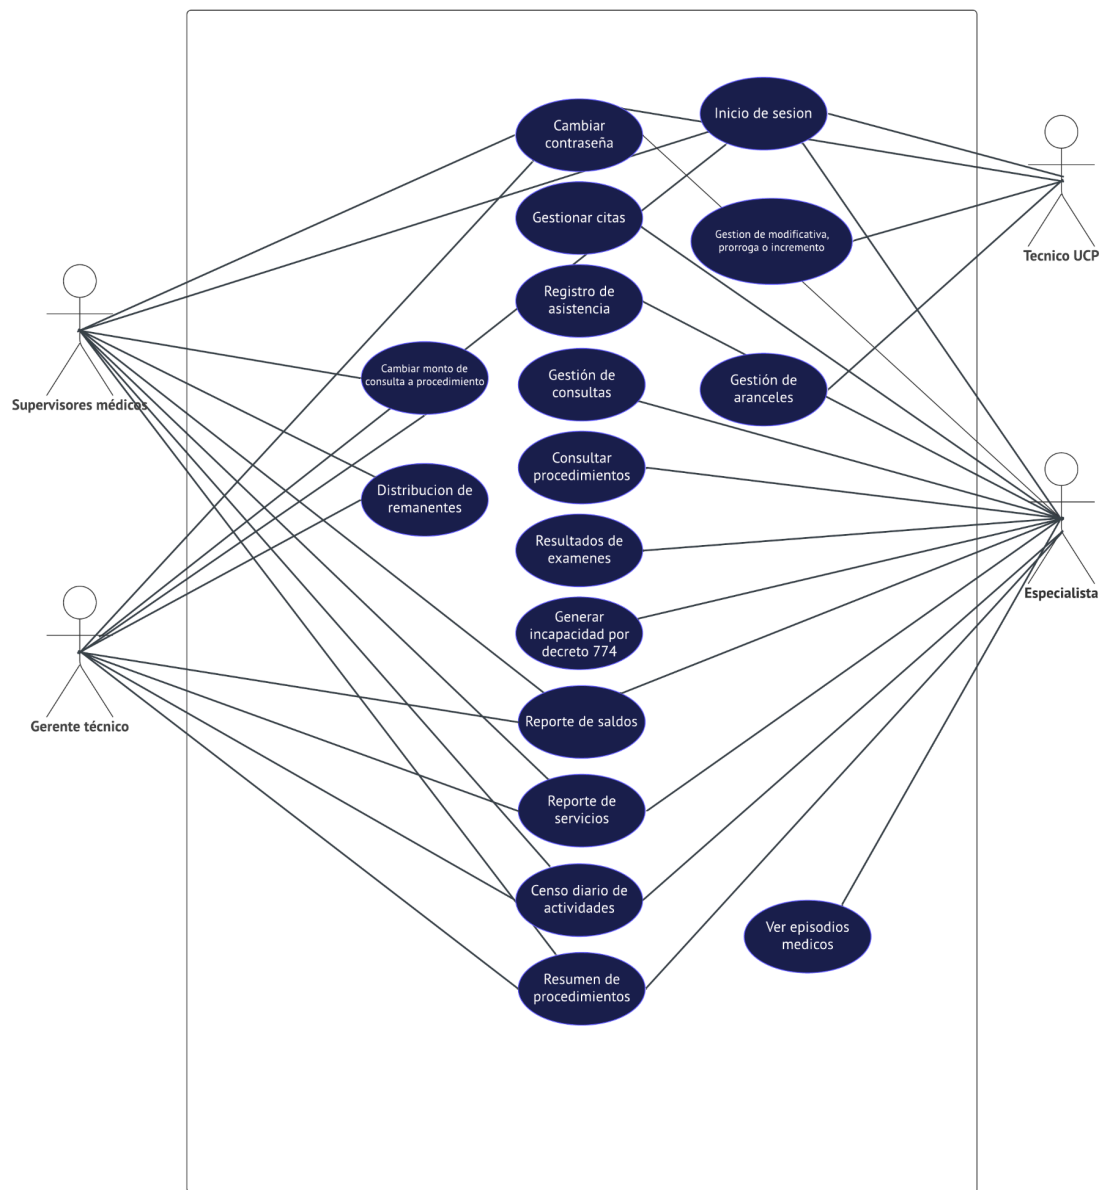 Inicio de sesion
Cambiar
contraseña
Gestionar citas
Gestion de modificativa,
prorroga o incremento
Tecnico UCP
Registro de
asistencia
Cambiar monto de
consulta a procedimiento
Gestión de
consultas
Gestión de
aranceles
Supervisores médicos
Consultar
procedimientos
Distribucion de
remanentes
Resultados de
examenes
Especialista
Generar
incapacidad por
decreto 774
Gerente técnico
Reporte de saldos
Reporte de
servicios
Censo diario de
actividades
Ver episodios
medicos
Resumen de
procedimientos